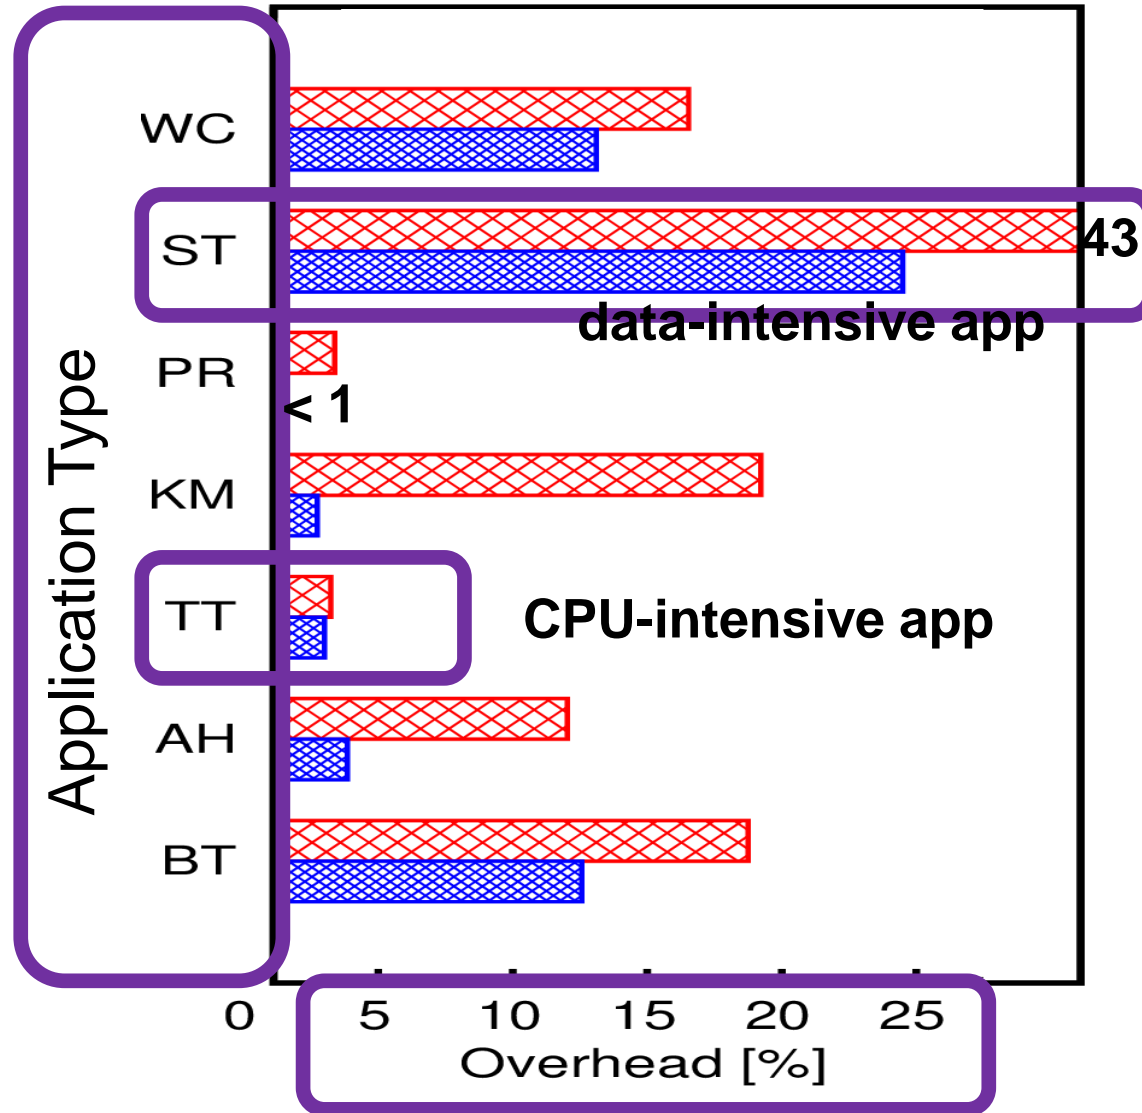 Application Type
WC
ST
43
data-intensive app
PR
< 1
KM
TT
CPU-intensive app
AH
BT
0 5 10 15 20 25
Overhead [%]